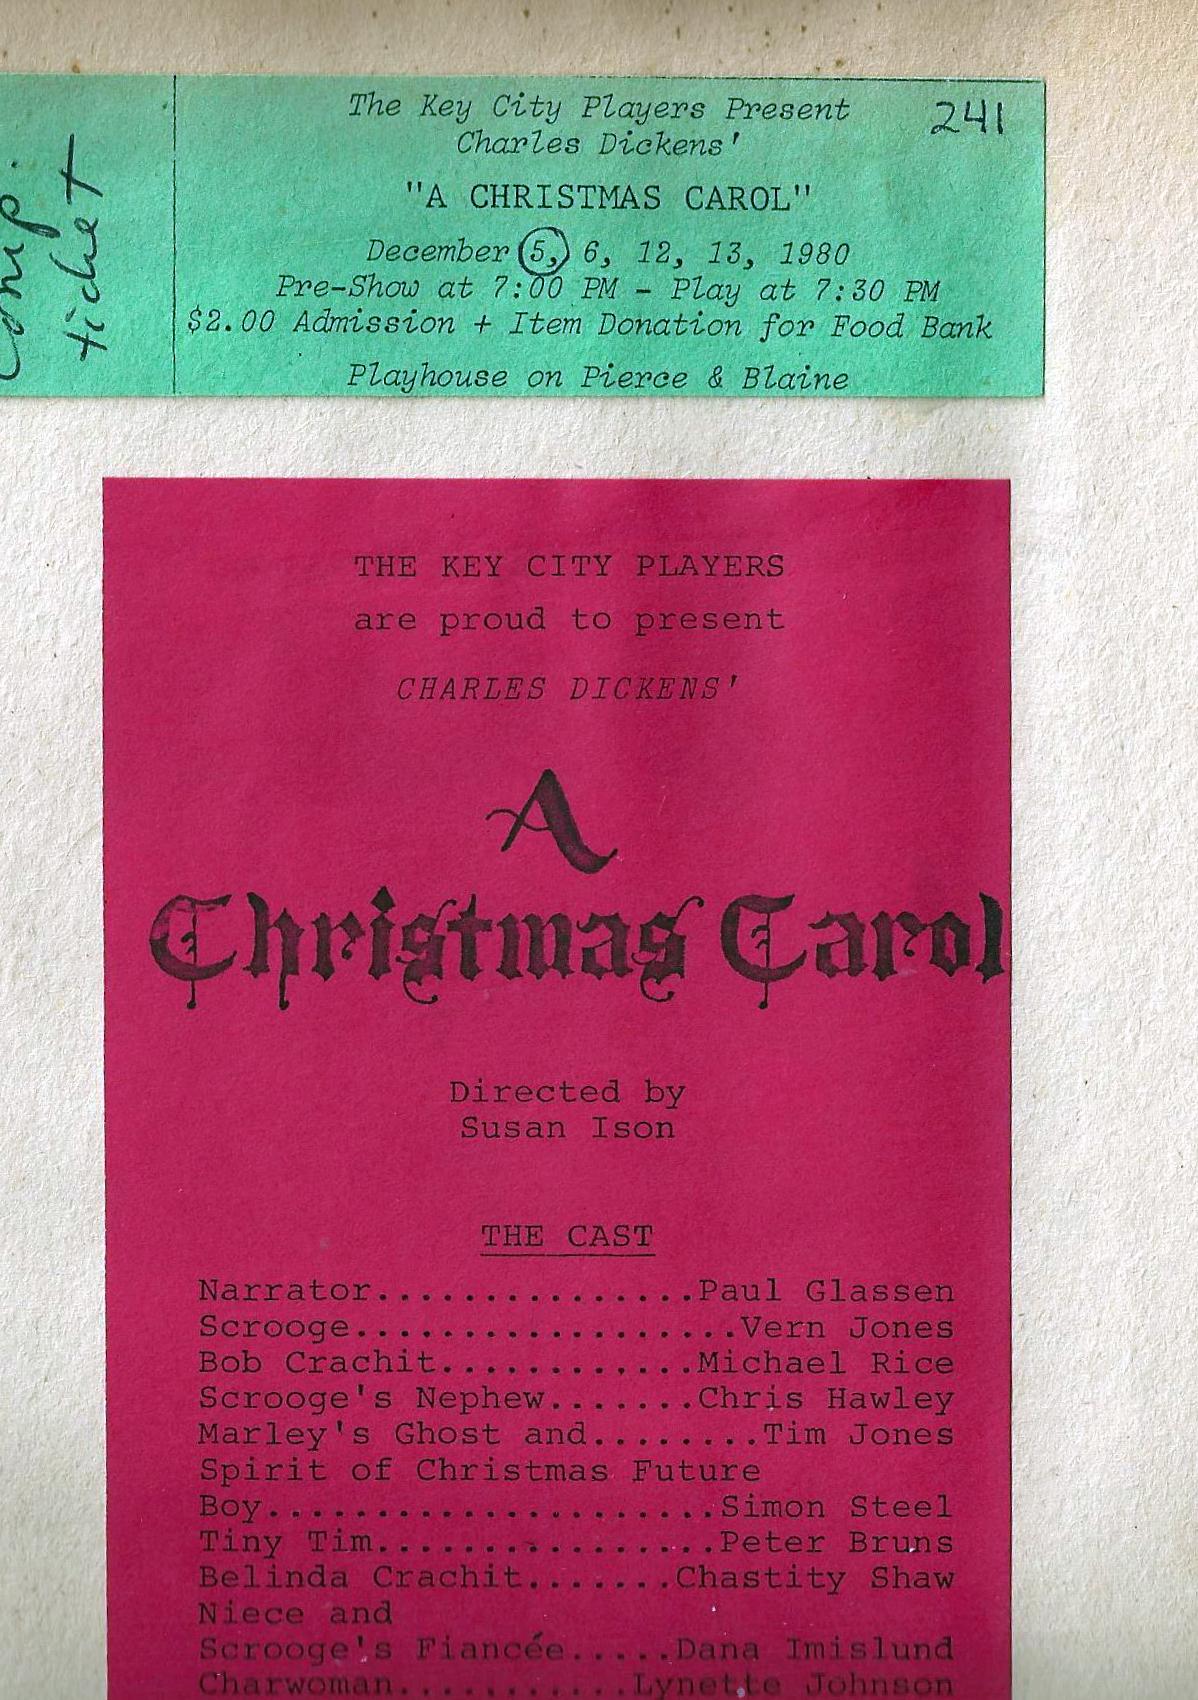 The Key City Players Present
241
Charles Dickens'
"A CHRISTMAS CAROL"
December 5, 6, 12, 13, 1980
Pre-Show at 7:00 PM - Play at 7:30 PM
$2.00 Admission + Item Donation for Food Bank
Playhouse on Pierce & Blaine
comp
ticket
THE KEY CITY PLAYERS
are proud to present
CHARLES DICKENS'
A
Christmas Carol
Directed by
Susan Ison
THE CAST
Narrator...............Paul Glassen
Scrooge..................Vern Jones
Bob Crachit............Michael Rice
Scrooge's Nephew.......Chris Hawley
Marley's Ghost and........Tim Jones
Spirit of Christmas Future
Boy.....................Simon Steel
Tiny Tim................Peter Bruns
Belinda Crachit.......Chastity Shaw
Niece and
Scrooge's Fiancée.....Dana Imislund
Charwoman...........Lynette Johnson